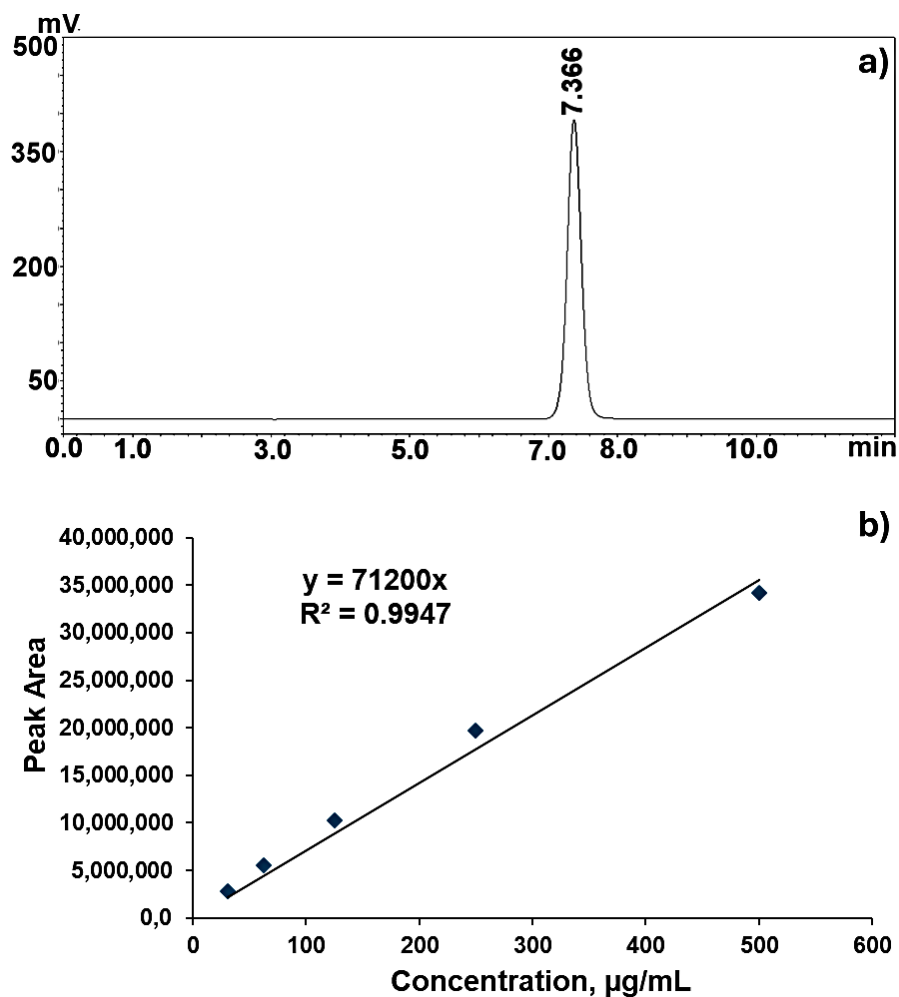 mV
500
a)
7.366
350
200
50
0.0 1.0 3.0 5.0 7.0 8.0 10.0 min
b)
40,000,000
y = 71200x
R² = 0.9947
35,000,000
30,000,000
25,000,000
20,000,000
15,000,000
10,000,000
5,000,000
0,0
Peak Area
0 100 200 300 400 500 600
Concentration, µg/mL